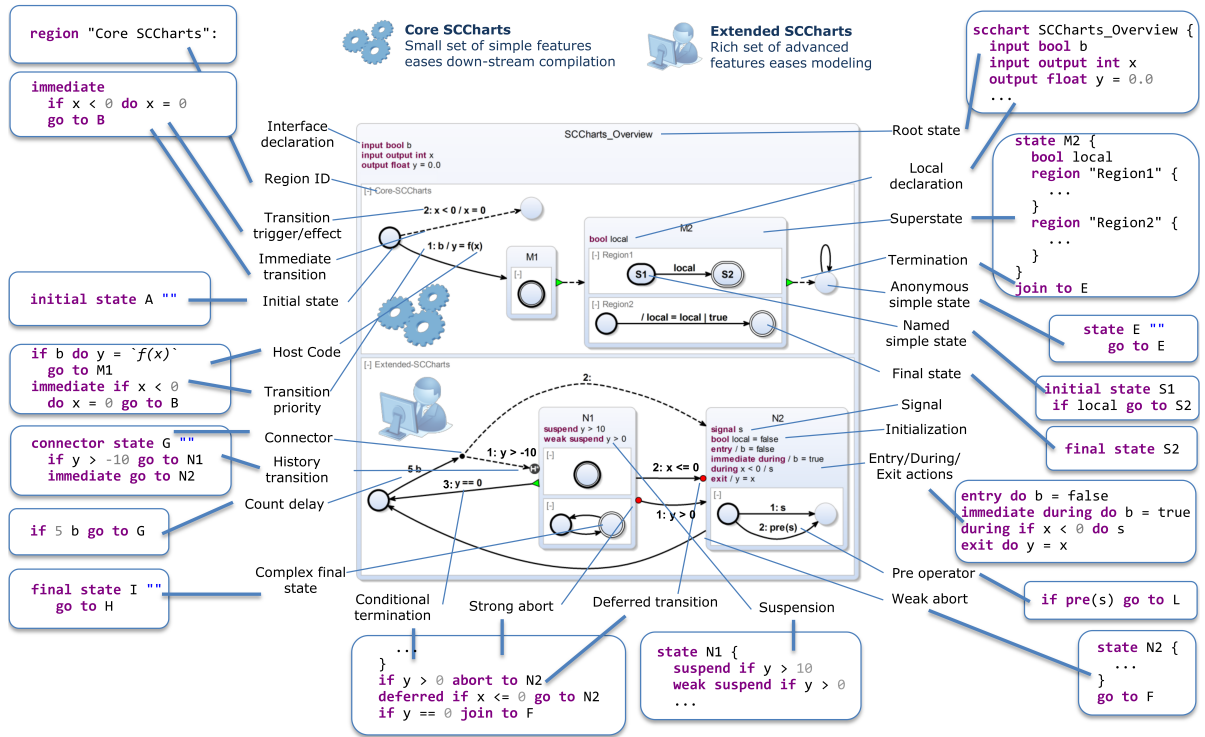 region "Core SCCharts":
immediate
if x < 0 do x = 0
go to B
Core SCCharts
Small set of simple features
eases down-stream compilation
Extended SCCharts
Rich set of advanced
features eases modeling
scchart SCCharts_Overview {
input bool b
input output int x
output float y = 0.0
...
Interface
declaration
Region ID
Transition
trigger/effect
Immediate
transition
Initial state
Host Code
Transition
priority
Connector
History
transition
Count delay
Complex final
state
initial state A ""
if b do y = `f(x)`
go to M1
immediate if x < 0
do x = 0 go to B
connector state G ""
if y > -10 go to N1
immediate go to N2
if 5 b go to G
final state I ""
go to H
SCCharts_Overview
input bool b
input output int x
output float y = 0.0
[-] Core-SCCharts
2: x < 0 / x = 0
1: b / y = f(x)
M1
[-]
M2
bool local
[-] Region1
S1
local
S2
[-] Region2
/ local = local | true
[-] Extended-SCCharts
2:
1: y > -10
H*
5 b
3: y == 0
N1
suspend y > 10
weak suspend y > 0
[-]
[-]
2: x <= 0
1: y > 0
N2
signal s
bool local = false
entry / b = false
immediate during / b = true
during x < 0 / s
exit / y = x
[-]
1: s
2: pre(s)
Root state
Local
declaration
Superstate
Termination
Anonymous
simple state
Named
simple state
Final state
Signal
Initialization
Entry/During/
Exit actions
Pre operator
Weak abort
state M2 {
bool local
region "Region1" {
...
}
region "Region2" {
...
}
}
join to E
state E ""
go to E
initial state S1
if local go to S2
final state S2
entry do b = false
immediate during do b = true
during if x < 0 do s
exit do y = x
if pre(s) go to L
state N2 {
...
}
go to F
Conditional
termination
Strong abort
Deferred transition
Suspension
...
}
if y > 0 abort to N2
deferred if x <= 0 go to N2
if y == 0 join to F
state N1 {
suspend if y > 10
weak suspend if y > 0
...